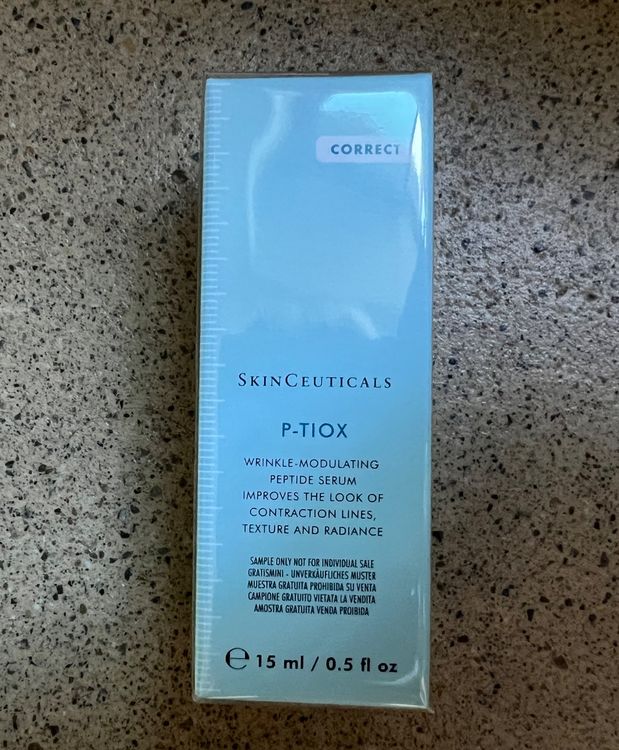 CORRECT
SKINCEUTICALS
P-TIOX
WRINKLE-MODULATING
PEPTIDE SERUM
IMPROVES THE LOOK OF
CONTRACTION LINES,
TEXTURE AND RADIANCE
SAMPLE ONLY NOT FOR INDIVIDUAL SALE
GRATISMINI - UNVERKÄUFLICHES MUSTER
MUESTRA GRATUITA PROHIBIDA SU VENTA
CAMPIONE GRATUITO VIETATA LA VENDITA
AMOSTRA GRATUITA VENDA PROIBIDA
℮ 15 ml / 0.5 fl oz